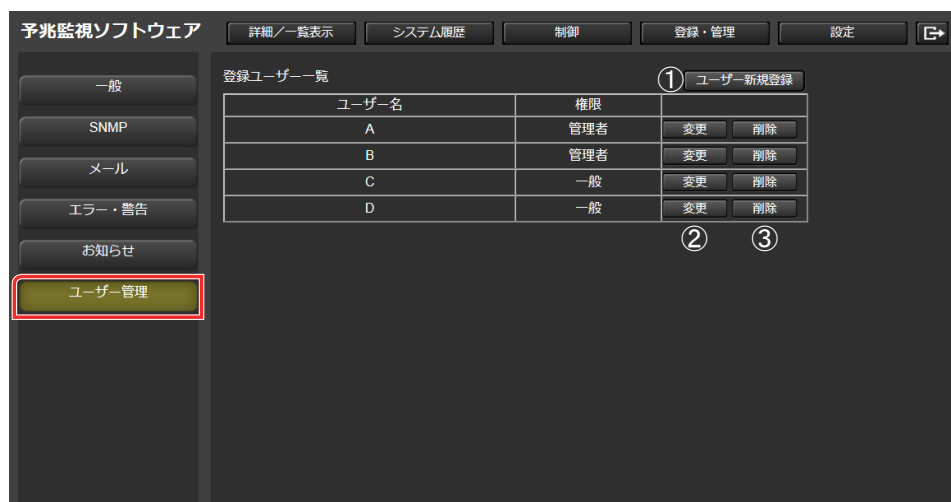 予兆監視ソフトウェア 詳細／一覧表示 システム履歴 制御 登録・管理 設定
一般
SNMP
メール
エラー・警告
お知らせ
ユーザー管理
登録ユーザー一覧 ① ユーザー新規登録
ユーザー名 権限
A 管理者 変更 削除
B 管理者 変更 削除
C 一般 変更 削除
D 一般 変更 削除
② ③